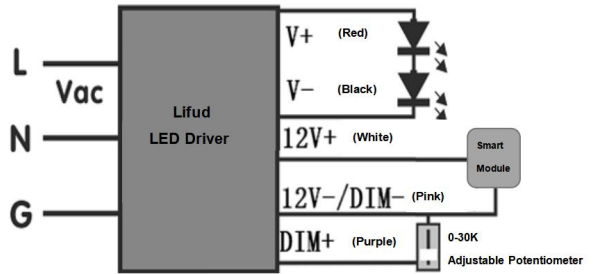 L
Vac
N
G
Lifud
LED Driver
V+ (Red)
V- (Black)
12V+ (White)
12V-/DIM- (Pink)
DIM+ (Purple)
Smart
Module
0-30K
Adjustable Potentiometer